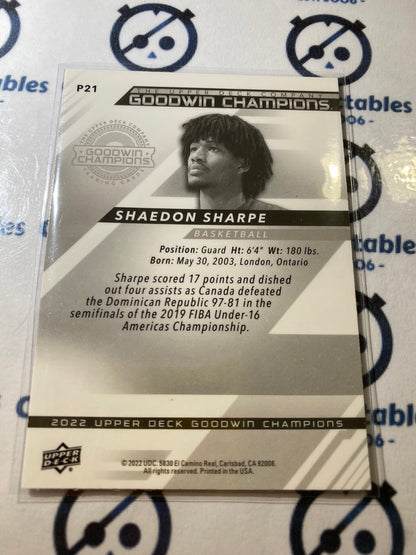 P21
THE UPPER DECK COMPANY
GOODWIN CHAMPIONS
THE UPPER DECK COMPANY
GOODWIN
CHAMPIONS
TRADING CARDS
SHAEDON SHARPE
BASKETBALL
Position: Guard Ht: 6'4" Wt: 180 lbs.
Born: May 30, 2003, London, Ontario
Sharpe scored 17 points and dished
out four assists as Canada defeated
the Dominican Republic 97-81 in the
semifinals of the 2019 FIBA Under-16
Americas Championship.
2022 UPPER DECK GOODWIN CHAMPIONS
UPPER
DECK
© 2022 UDC. 5830 El Camino Real, Carlsbad, CA 92008.
All rights reserved. Printed in the USA.